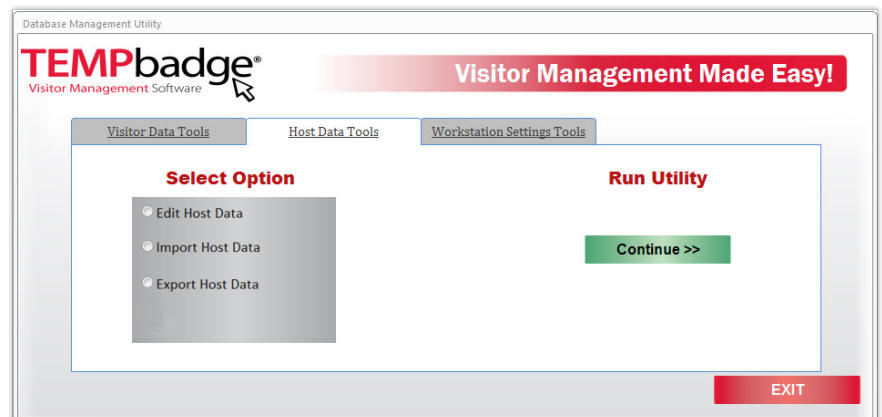 Database Management Utility
TEMPbadge®
Visitor Management Software
Visitor Management Made Easy!
Visitor Data Tools
Host Data Tools
Workstation Settings Tools
Select Option
Run Utility
Edit Host Data
Import Host Data
Continue >>
Export Host Data
EXIT